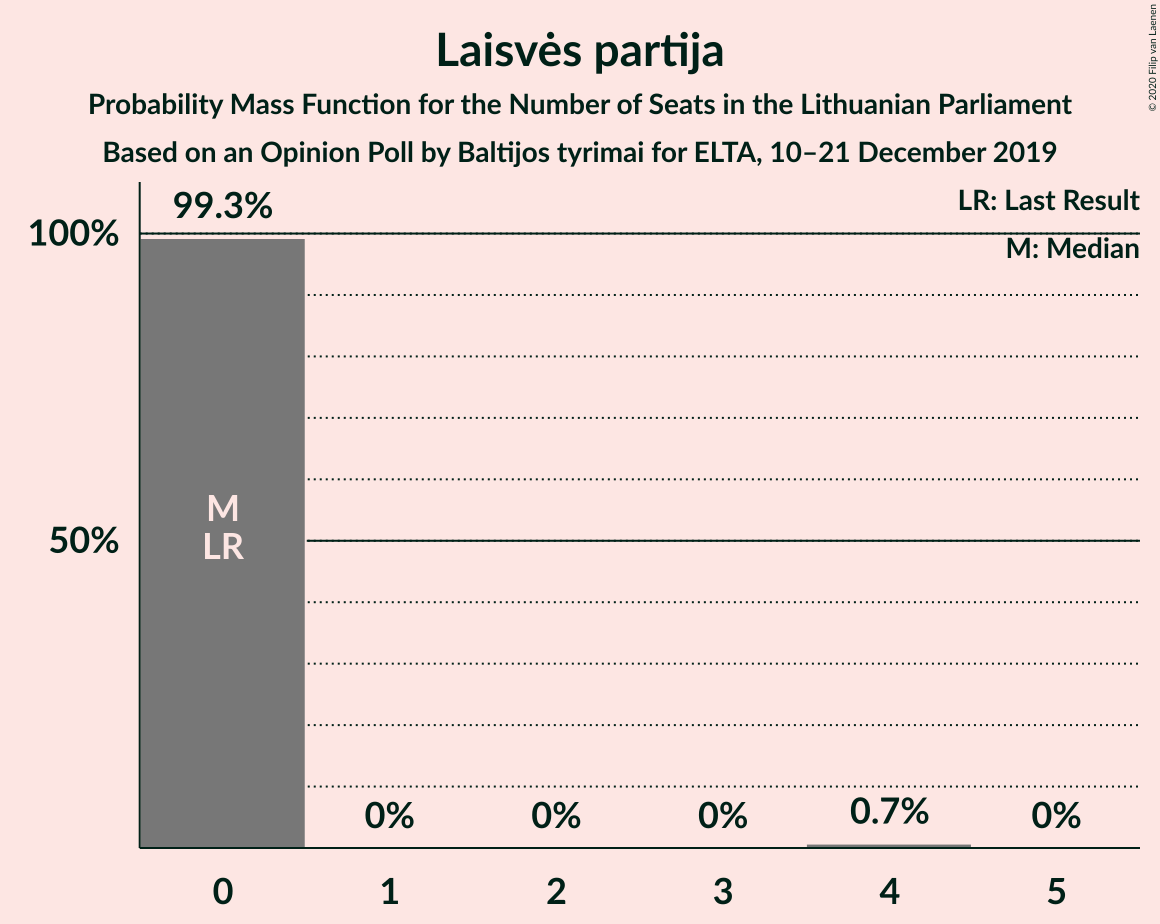 Laisvės partija
Probability Mass Function for the Number of Seats in the Lithuanian Parliament
Based on an Opinion Poll by Baltijos tyrimai for ELTA, 10–21 December 2019
© 2020 Filip van Laenen
LR: Last Result
M: Median
100%
50%
99.3%
M
LR
0%
0%
0%
0.7%
0%
0
1
2
3
4
5